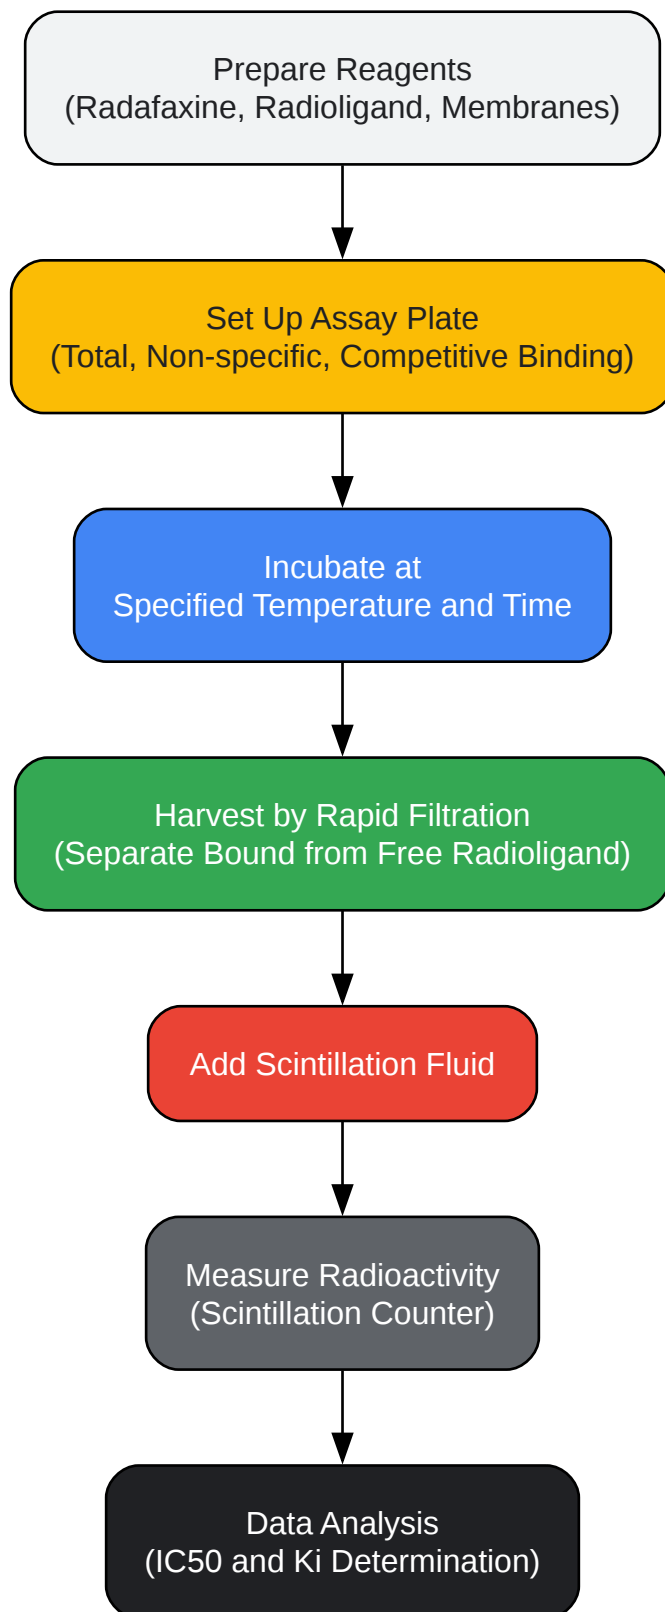 Prepare Reagents
(Radafaxine, Radioligand, Membranes)
Set Up Assay Plate
(Total, Non-specific, Competitive Binding)
Incubate at
Specified Temperature and Time
Harvest by Rapid Filtration
(Separate Bound from Free Radioligand)
Add Scintillation Fluid
Measure Radioactivity
(Scintillation Counter)
Data Analysis
(IC50 and Ki Determination)